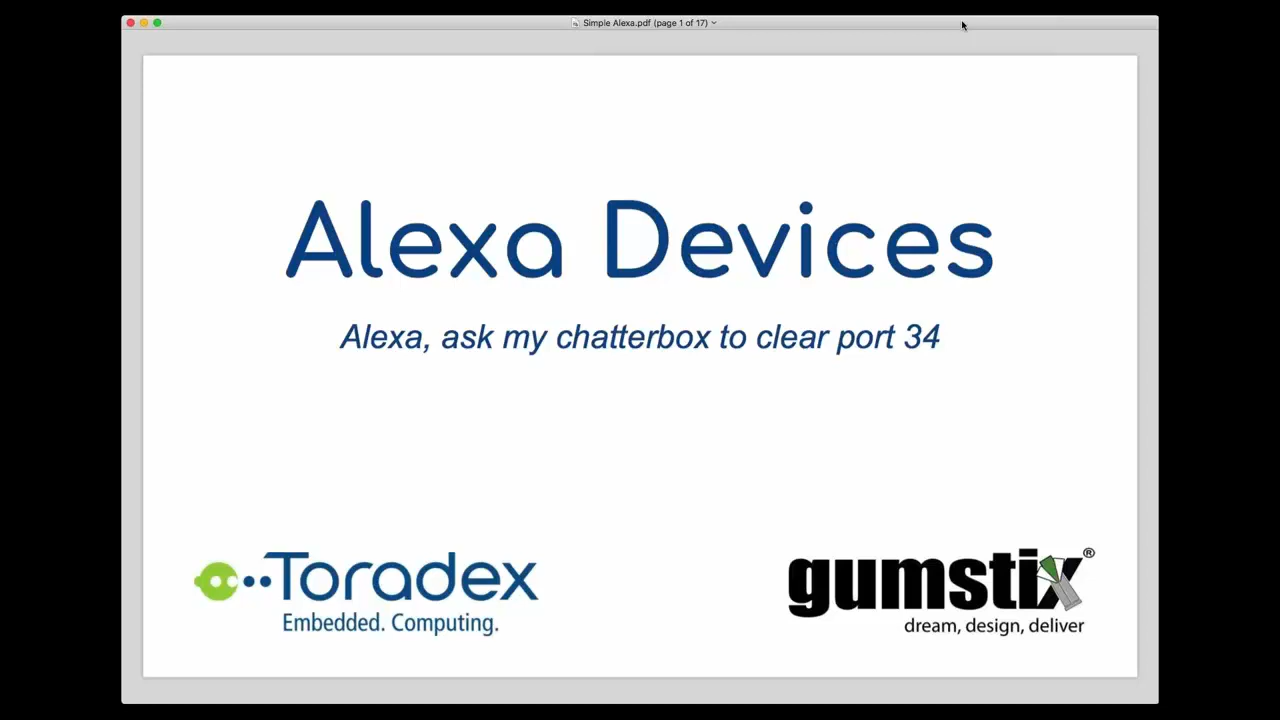 Simple Alexa.pdf (page 1 of 17)
Alexa Devices
Alexa, ask my chatterbox to clear port 34
Toradex
Embedded. Computing.
gumstix®
dream, design, deliver